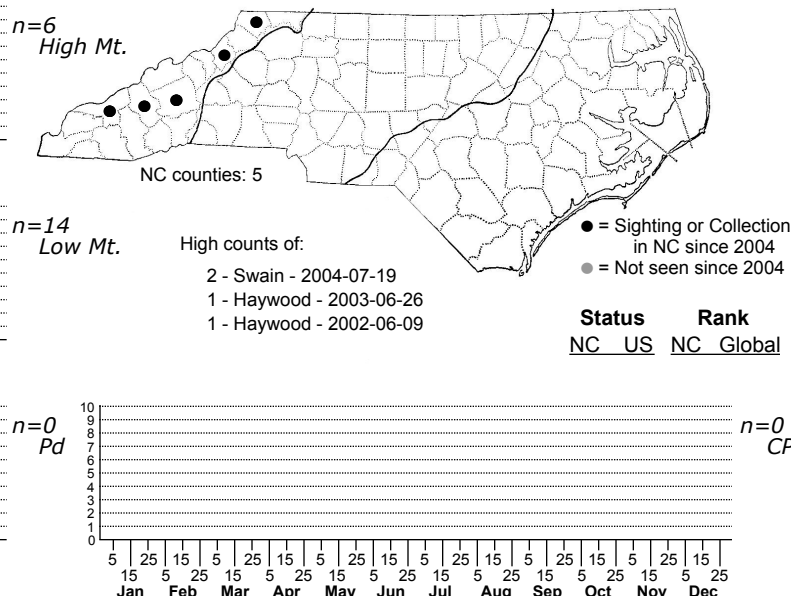 n=6
High Mt.
NC counties: 5
n=14
Low Mt.
High counts of:
2 - Swain - 2004-07-19
1 - Haywood - 2003-06-26
1 - Haywood - 2002-06-09
● = Sighting or Collection
in NC since 2004
● = Not seen since 2004
Status Rank
NC US NC Global
n=0
Pd
10
9
8
7
6
5
4
3
2
1
0
n=0
CP
5 25 15 5 25 15 5 25 15 5 25 15 5 25 15 5 25 15
15 5 25 15 5 25 15 5 25 15 5 25 15 5 25 15 5 25
Jan Feb Mar Apr May Jun Jul Aug Sep Oct Nov Dec